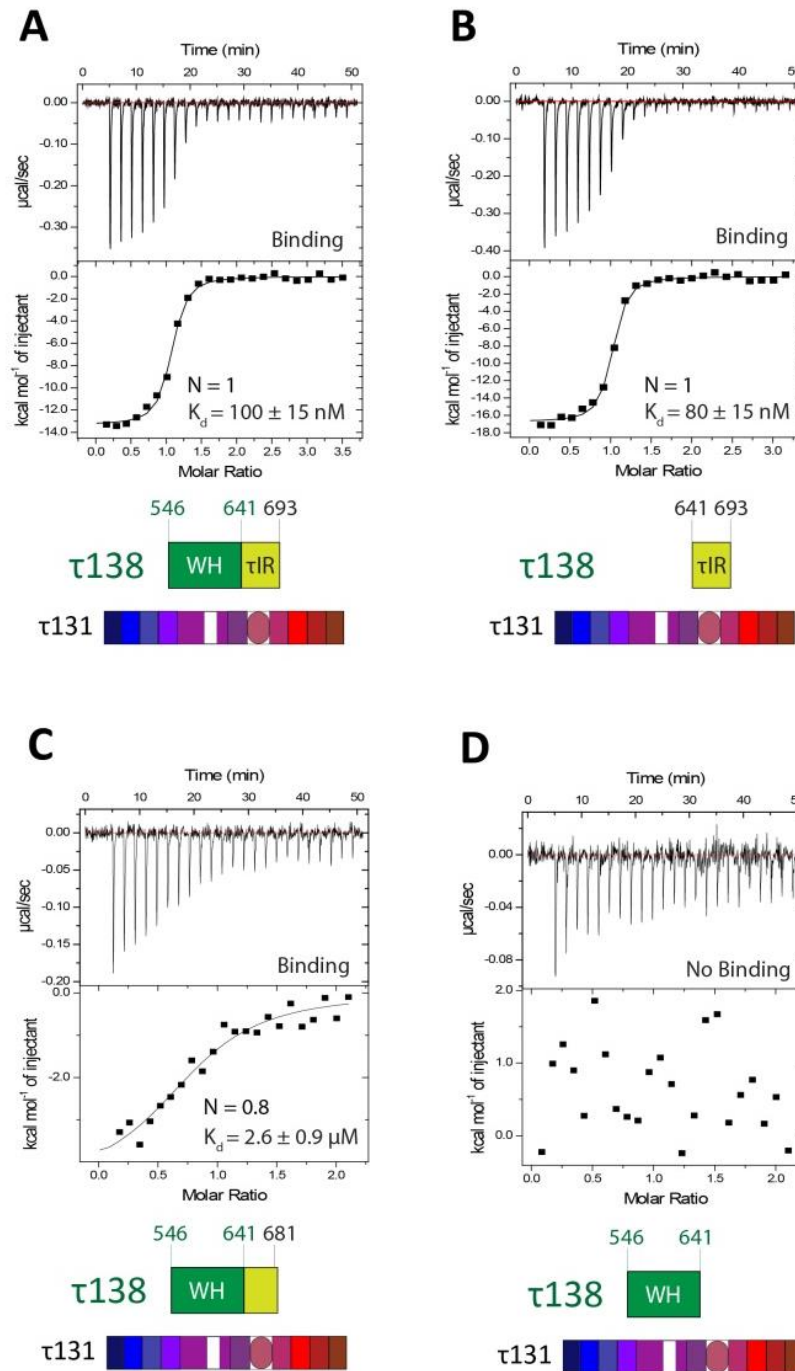 A
Time (min)
0 10 20 30 40 50
0.00
-0.10
-0.20
-0.30
µcal/sec
Binding
0.0
-2.0
-4.0
-6.0
-8.0
-10.0
-12.0
-14.0
kcal mol⁻¹ of injectant
N = 1
Kd = 100 ± 15 nM
0.0 0.5 1.0 1.5 2.0 2.5 3.0 3.5
Molar Ratio
546 641 693
τ138 WH τIR
τ131
B
Time (min)
0 10 20 30 40 50
0.00
-0.10
-0.20
-0.30
-0.40
µcal/sec
Binding
0.0
-2.0
-4.0
-6.0
-8.0
-10.0
-12.0
-14.0
-16.0
-18.0
kcal mol⁻¹ of injectant
N = 1
Kd = 80 ± 15 nM
0.0 0.5 1.0 1.5 2.0 2.5 3.0
Molar Ratio
641 693
τ138 τIR
τ131
C
Time (min)
0 10 20 30 40 50
0.00
-0.05
-0.10
-0.15
-0.20
µcal/sec
Binding
0.0
-2.0
kcal mol⁻¹ of injectant
N = 0.8
Kd = 2.6 ± 0.9 µM
0.0 0.5 1.0 1.5 2.0
Molar Ratio
546 641 681
τ138 WH
τ131
D
Time (min)
0 10 20 30 40 50
0.00
-0.04
-0.08
µcal/sec
No Binding
2.0
1.0
0.0
kcal mol⁻¹ of injectant
0.0 0.5 1.0 1.5 2.0
Molar Ratio
546 641
τ138 WH
τ131